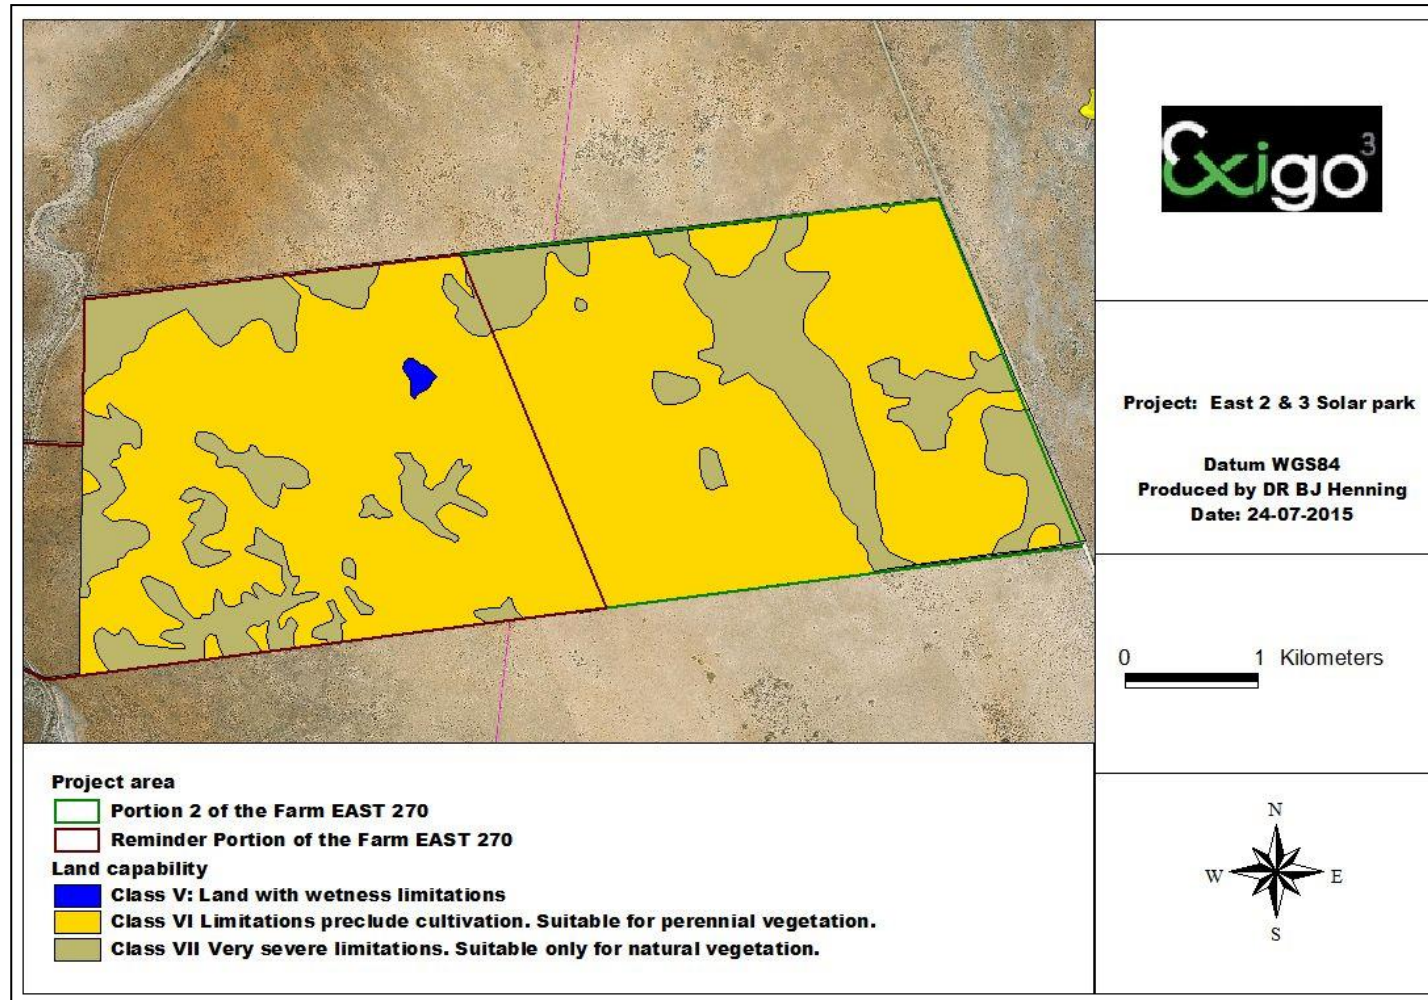 Exigo3
Project: East 2 & 3 Solar park
Datum WGS84
Produced by DR BJ Henning
Date: 24-07-2015
0 1 Kilometers
N
W E
S
Project area
Portion 2 of the Farm EAST 270
Reminder Portion of the Farm EAST 270
Land capability
Class V: Land with wetness limitations
Class VI Limitations preclude cultivation. Suitable for perennial vegetation.
Class VII Very severe limitations. Suitable only for natural vegetation.